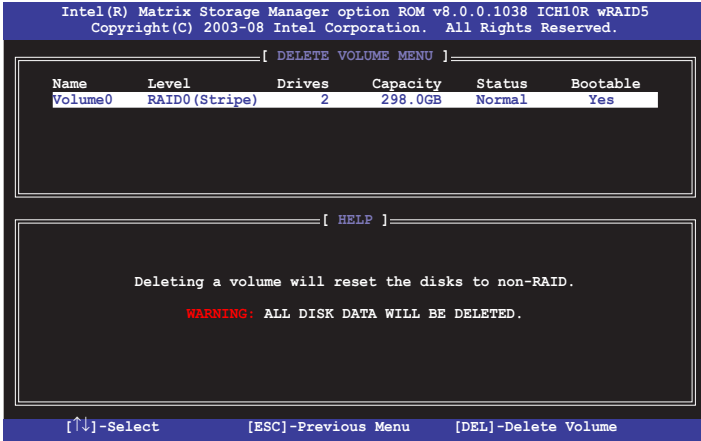 Intel(R) Matrix Storage Manager option ROM v8.0.0.1038 ICH10R wRAID5
Copyright(C) 2003-08 Intel Corporation. All Rights Reserved.
[ DELETE VOLUME MENU ]
Name Level Drives Capacity Status Bootable
Volume0 RAID0(Stripe) 2 298.0GB Normal Yes
[ HELP ]
Deleting a volume will reset the disks to non-RAID.
WARNING: ALL DISK DATA WILL BE DELETED.
[↑↓]-Select [ESC]-Previous Menu [DEL]-Delete Volume